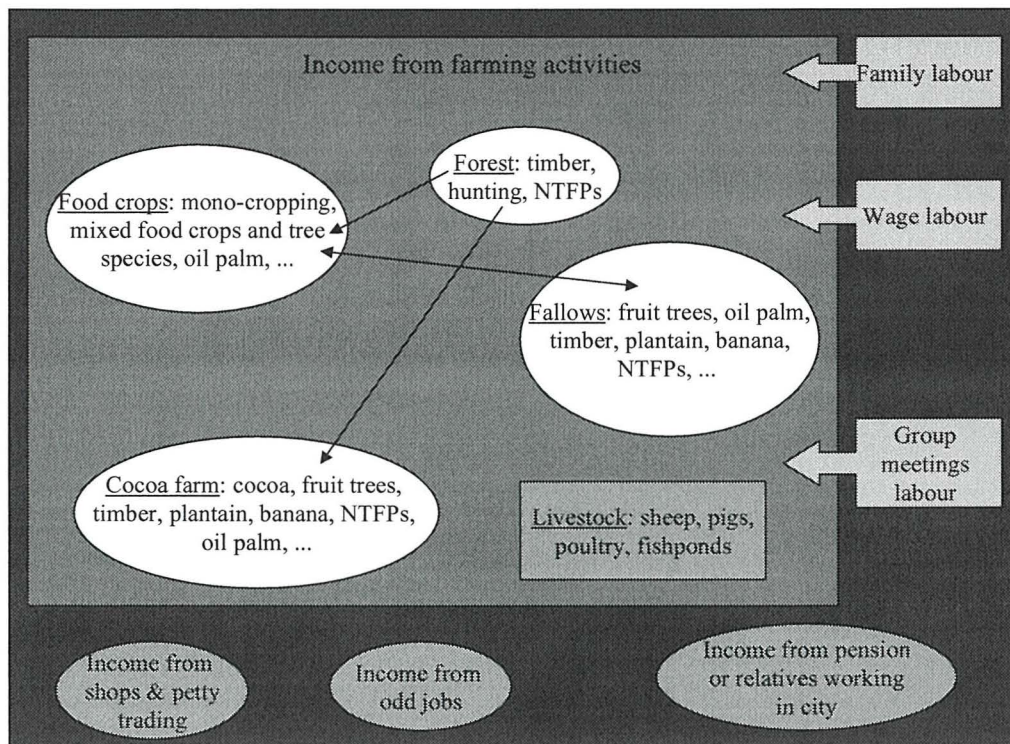 Income from farming activities
Family labour
Forest: timber,
hunting, NTFPs
Food crops: mono-cropping,
mixed food crops and tree
species, oil palm, ...
Wage labour
Fallows: fruit trees, oil palm,
timber, plantain, banana,
NTFPs, ...
Group
meetings
labour
Cocoa farm: cocoa, fruit trees,
timber, plantain, banana, NTFPs,
oil palm, ...
Livestock: sheep, pigs,
poultry, fishponds
Income from
shops & petty
trading
Income from
odd jobs
Income from pension
or relatives working
in city